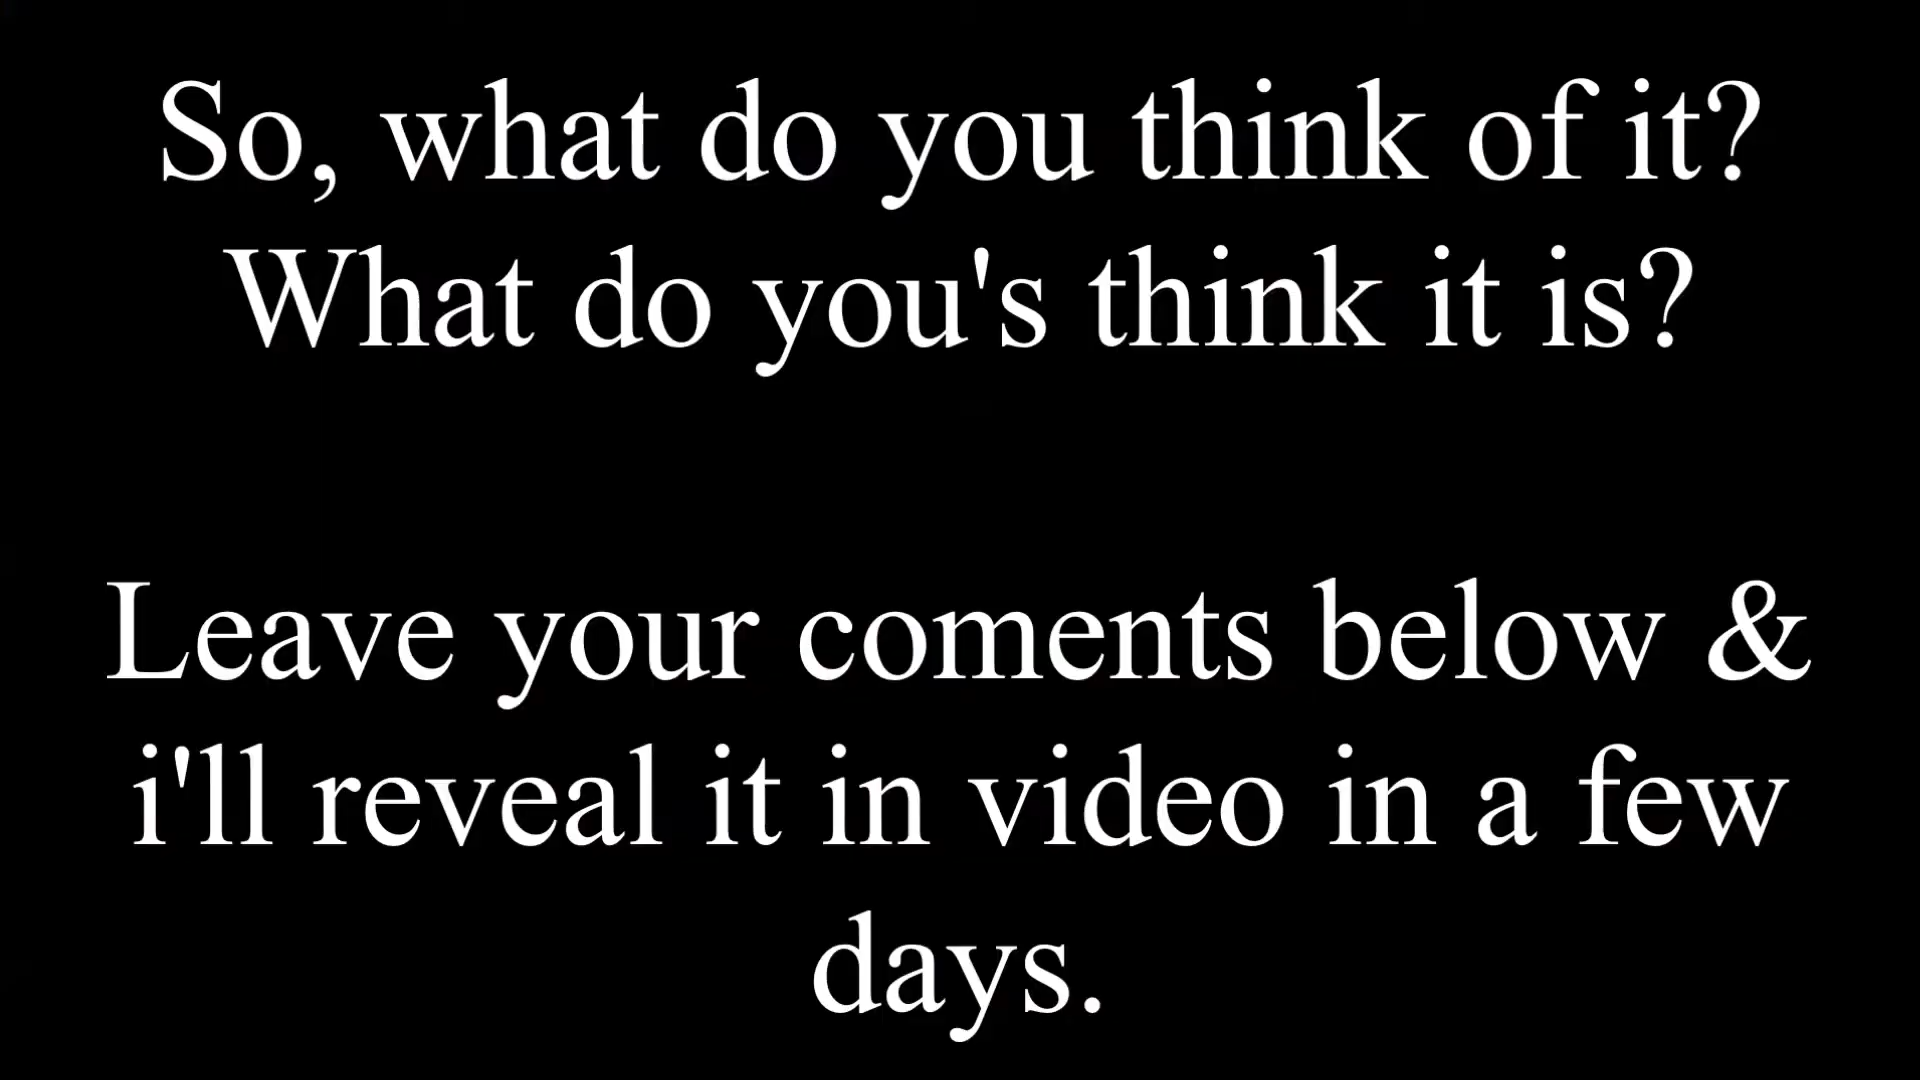 So, what do you think of it?
What do you's think it is?
Leave your coments below &
i'll reveal it in video in a few
days.